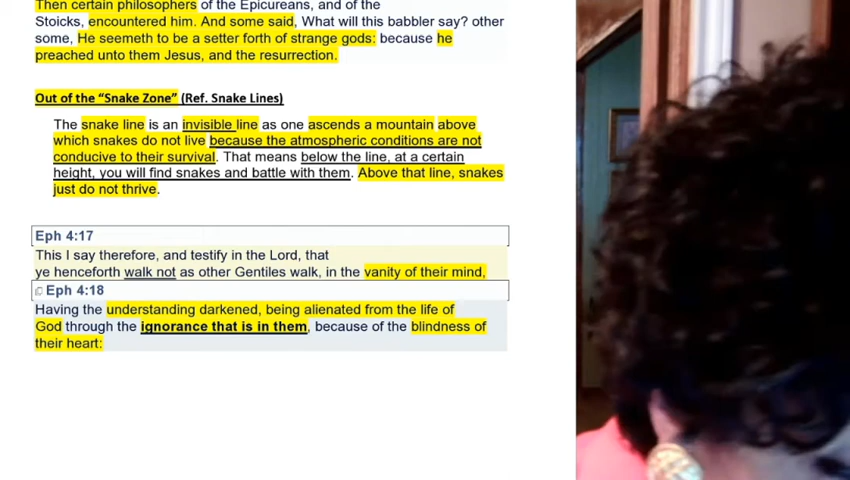 Then certain philosophers of the Epicureans, and of the
Stoicks, encountered him. And some said, What will this babbler say? other
some, He seemeth to be a setter forth of strange gods: because he
preached unto them Jesus, and the resurrection.
Out of the “Snake Zone” (Ref. Snake Lines)
The snake line is an invisible line as one ascends a mountain above
which snakes do not live because the atmospheric conditions are not
conducive to their survival. That means below the line, at a certain
height, you will find snakes and battle with them. Above that line, snakes
just do not thrive.
Eph 4:17
This I say therefore, and testify in the Lord, that
ye henceforth walk not as other Gentiles walk, in the vanity of their mind,
Eph 4:18
Having the understanding darkened, being alienated from the life of
God through the ignorance that is in them, because of the blindness of
their heart: